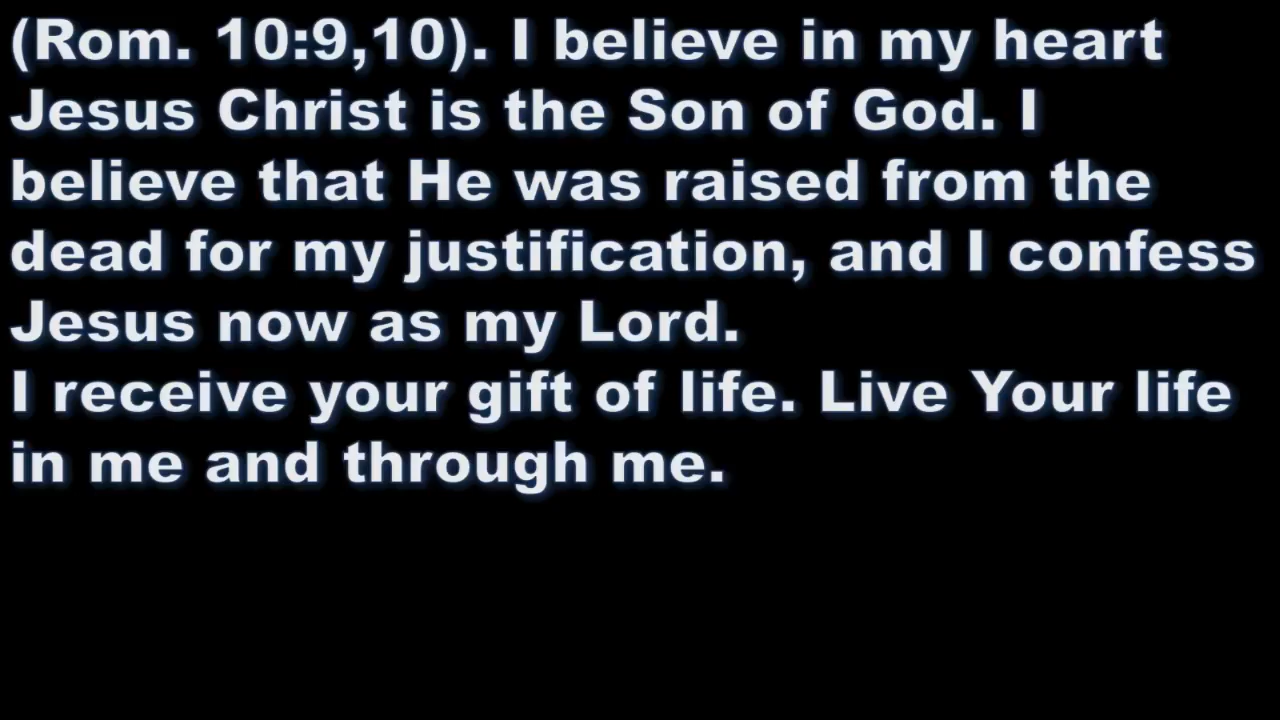 (Rom. 10:9,10). I believe in my heart
Jesus Christ is the Son of God. I
believe that He was raised from the
dead for my justification, and I confess
Jesus now as my Lord.
I receive your gift of life. Live Your life
in me and through me.